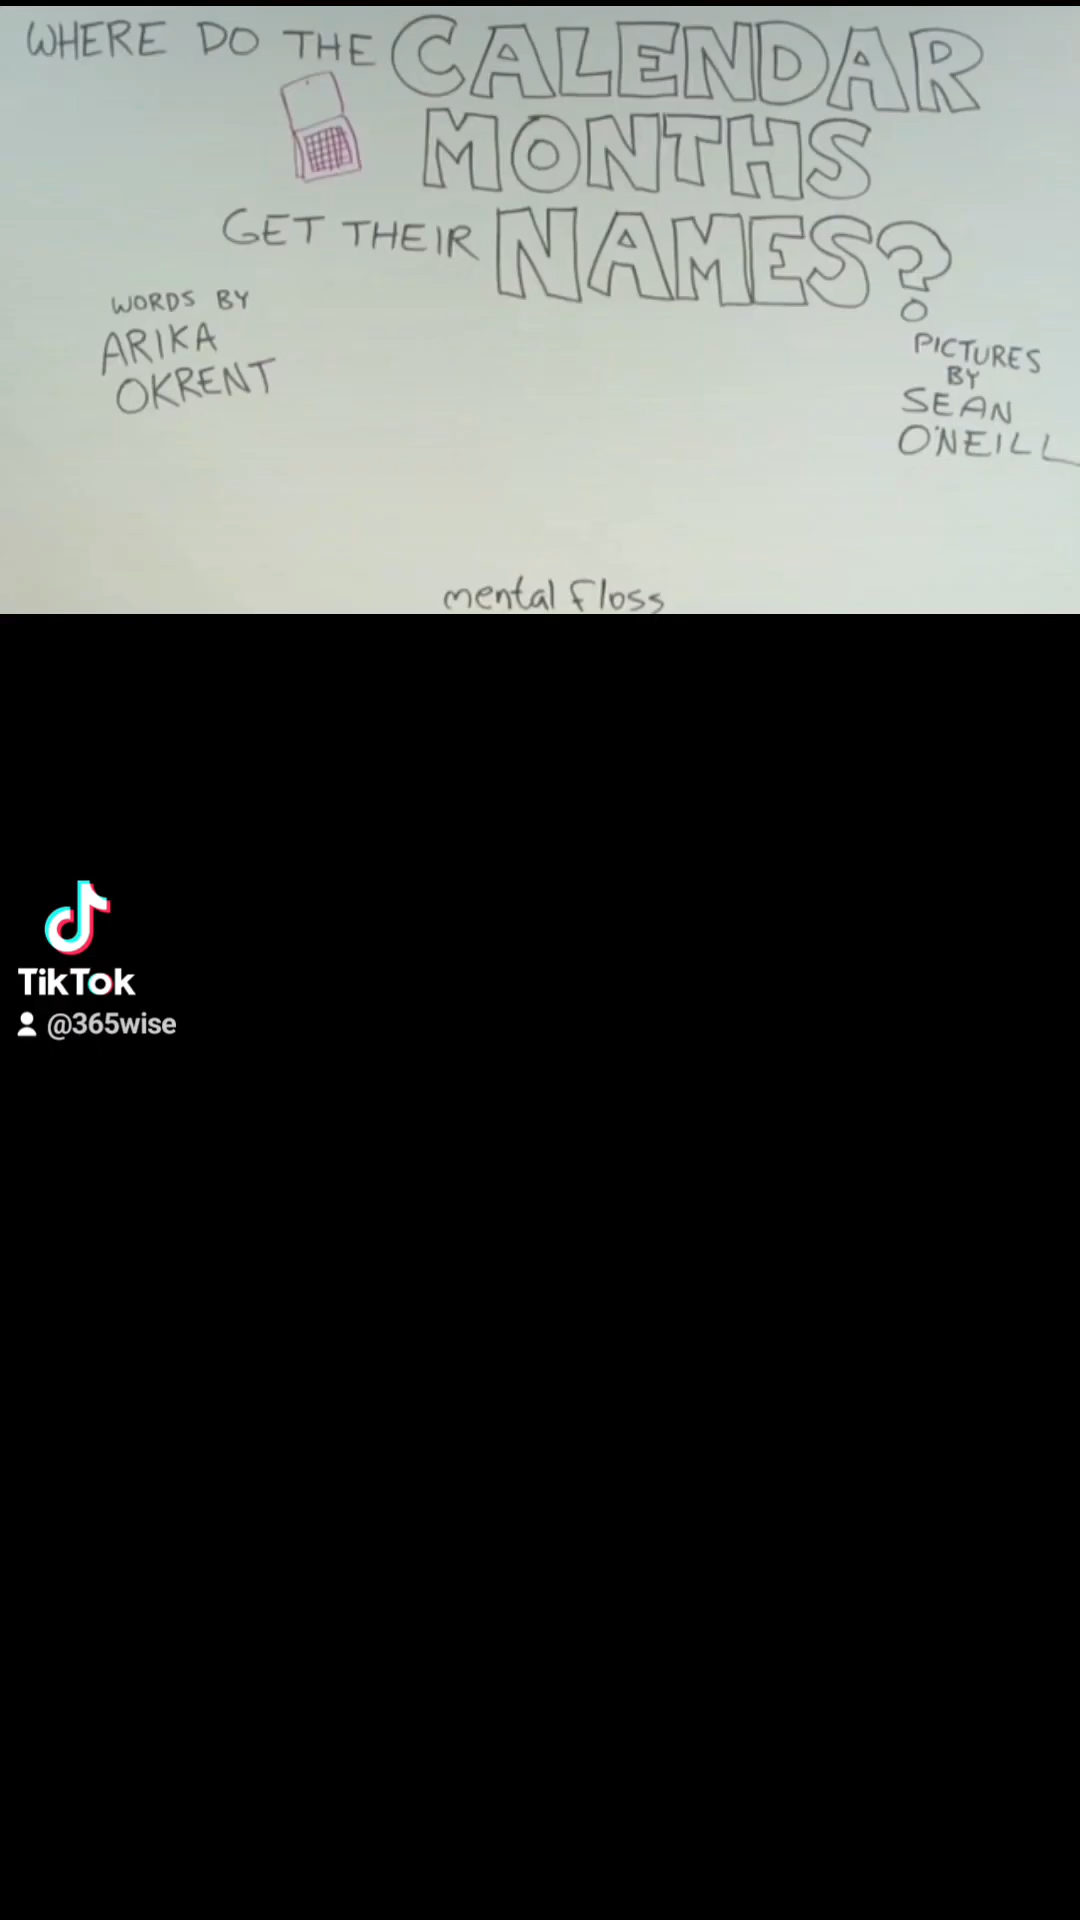 WHERE DO THE CALENDAR
MONTHS
GET THEIR NAMES?
WORDS BY
ARIKA
OKRENT
PICTURES
BY
SEAN
O'NEILL
mental floss
TikTok
@365wise